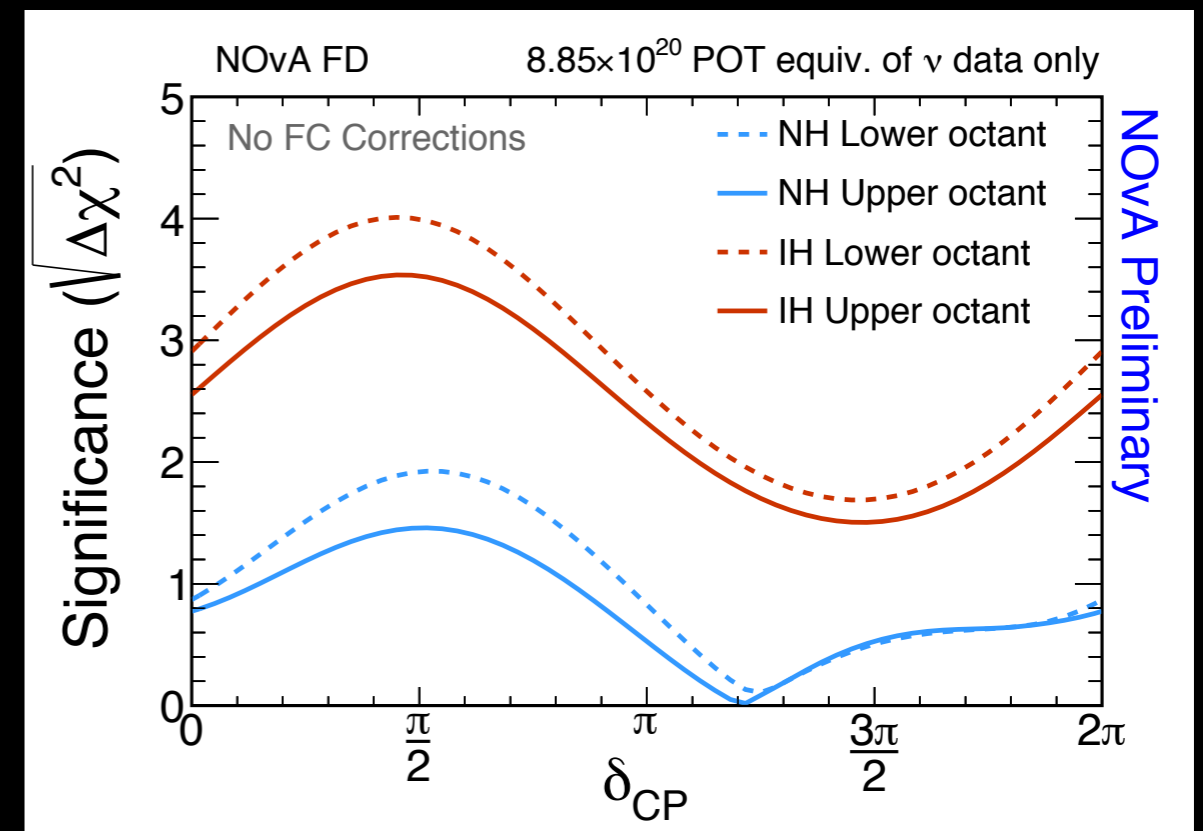 NOvA FD 8.85×10²⁰ POT equiv. of ν data only
5
No FC Corrections
NH Lower octant
NH Upper octant
IH Lower octant
IH Upper octant
4
3
2
1
0
Significance (√Δχ²)
NOvA Preliminary
0 π/2 π 3π/2 2π
δCP